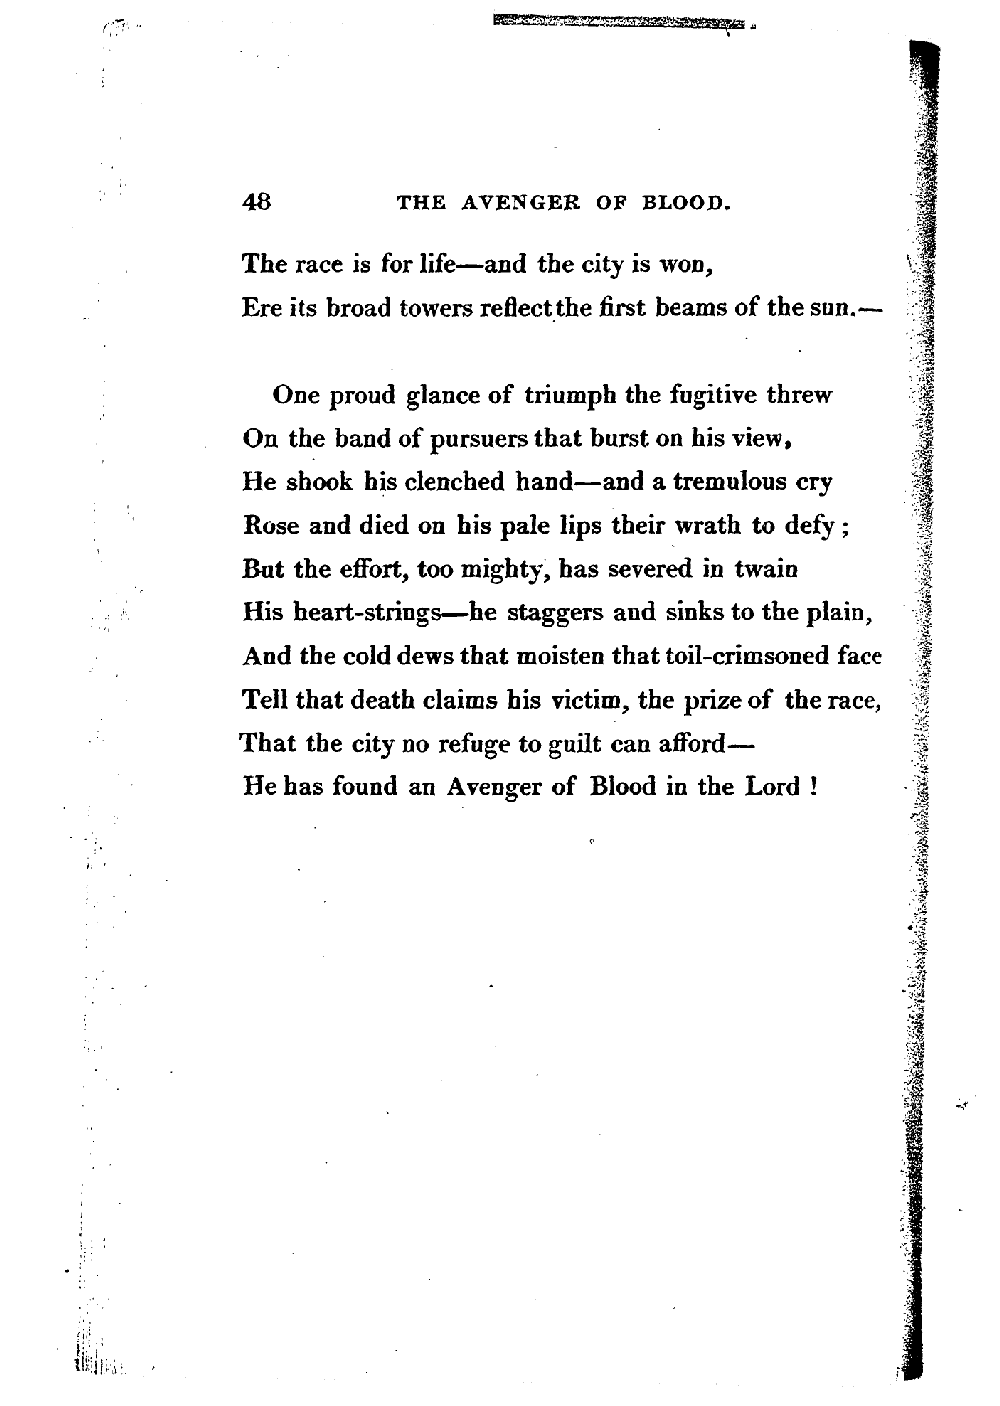 48 THE AVENGER OF BLOOD.
The race is for life—and the city is won,
Ere its broad towers reflect the first beams of the sun.—
One proud glance of triumph the fugitive threw
On the band of pursuers that burst on his view,
He shook his clenched hand—and a tremulous cry
Rose and died on his pale lips their wrath to defy ;
But the effort, too mighty, has severed in twain
His heart-strings—he staggers and sinks to the plain,
And the cold dews that moisten that toil-crimsoned face
Tell that death claims his victim, the prize of the race,
That the city no refuge to guilt can afford—
He has found an Avenger of Blood in the Lord !